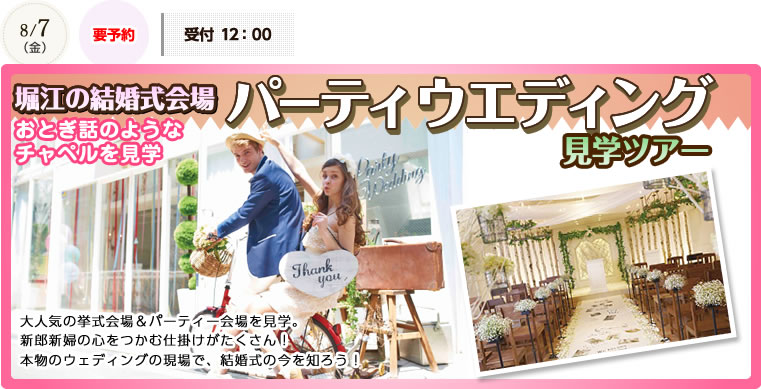 8/7
(金)
要予約
受付 12:00
堀江の結婚式会場
パーティウエディング
見学ツアー
おとぎ話のような
チャペルを見学
Party
Wedding
Thank
you
大人気の挙式会場＆パーティー会場を見学。
新郎新婦の心をつかむ仕掛けがたくさん！
本物のウェディングの現場で、結婚式の今を知ろう！